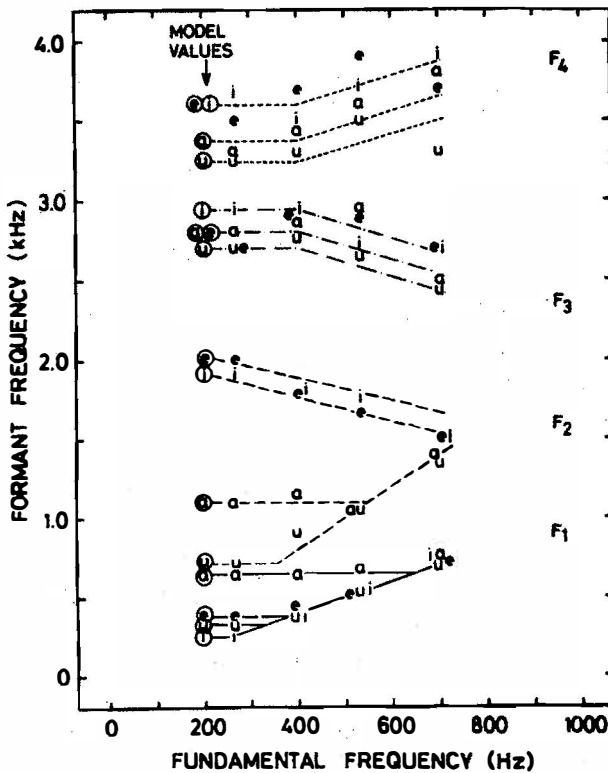 MODEL
VALUES
4.0
3.0
2.0
1.0
0
FORMANT FREQUENCY (kHz)
F4
F3
F2
F1
e i i e e i e i a
a a a a u
u i u u
i i e i a e e i
a e a a u i u a u
u u e
e e i i e i e i
i a u
a a a a u
u u u
a a a a i a u e
e e e u i e u i
u u
i i
0 200 400 600 800 1000
FUNDAMENTAL FREQUENCY (Hz)